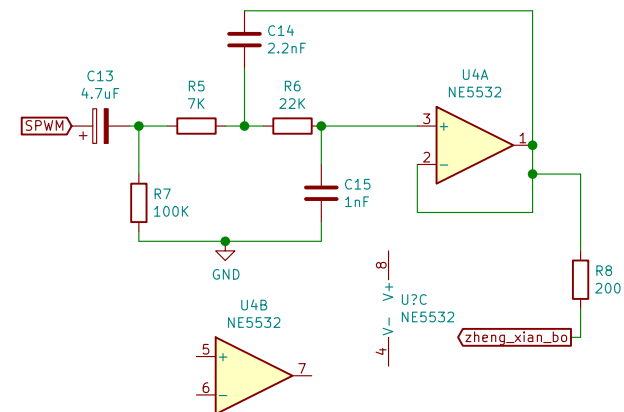 C14
2.2nF
C13
4.7uF
R5
7K
R6
22K
U4A
NE5532
SPWM
+
3
+
1
2
−
R7
100K
C15
1nF
GND
8
V+
U?C
NE5532
V-
4
R8
200
zheng_xian_bo
U4B
NE5532
5
+
7
6
−